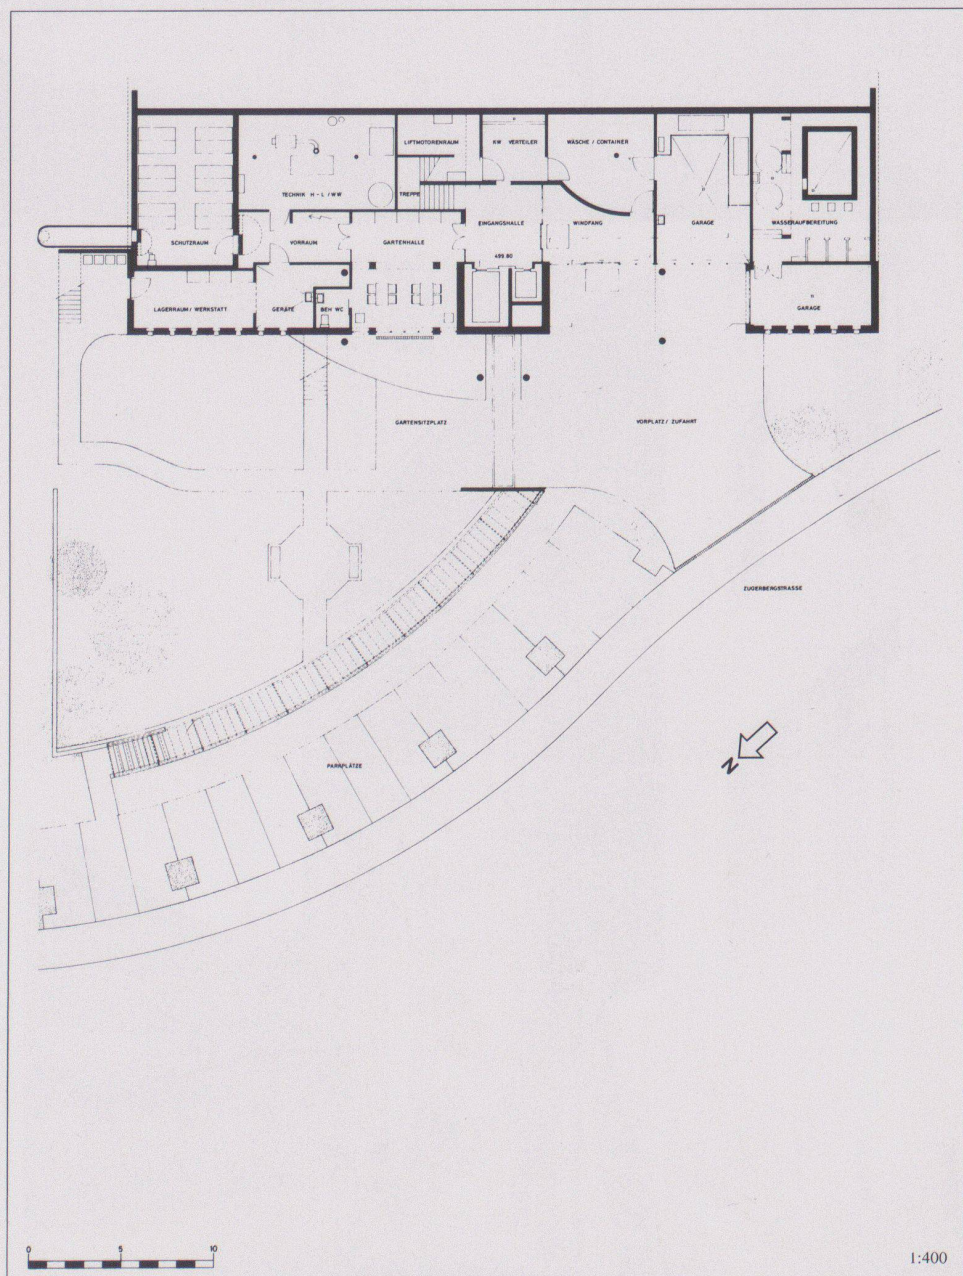 LIFTMOTORENRAUM
KW VERTEILER
WÄSCHE / CONTAINER
TECHNIK H-L / WW
TREPPE
SCHUTZRAUM
VORRAUM
GARTENHALLE
EINGANGSHALLE
WINDFANG
GARAGE
WASSERAUFBEREITUNG
499.80
LAGERRAUM / WERKSTATT
GERÄTE
BEH WC
GARAGE
GARTENSITZPLATZ
VORPLATZ / ZUFAHRT
ZUGERBERGSTRASSE
PARKPLÄTZE
N
0 5 10
1:400